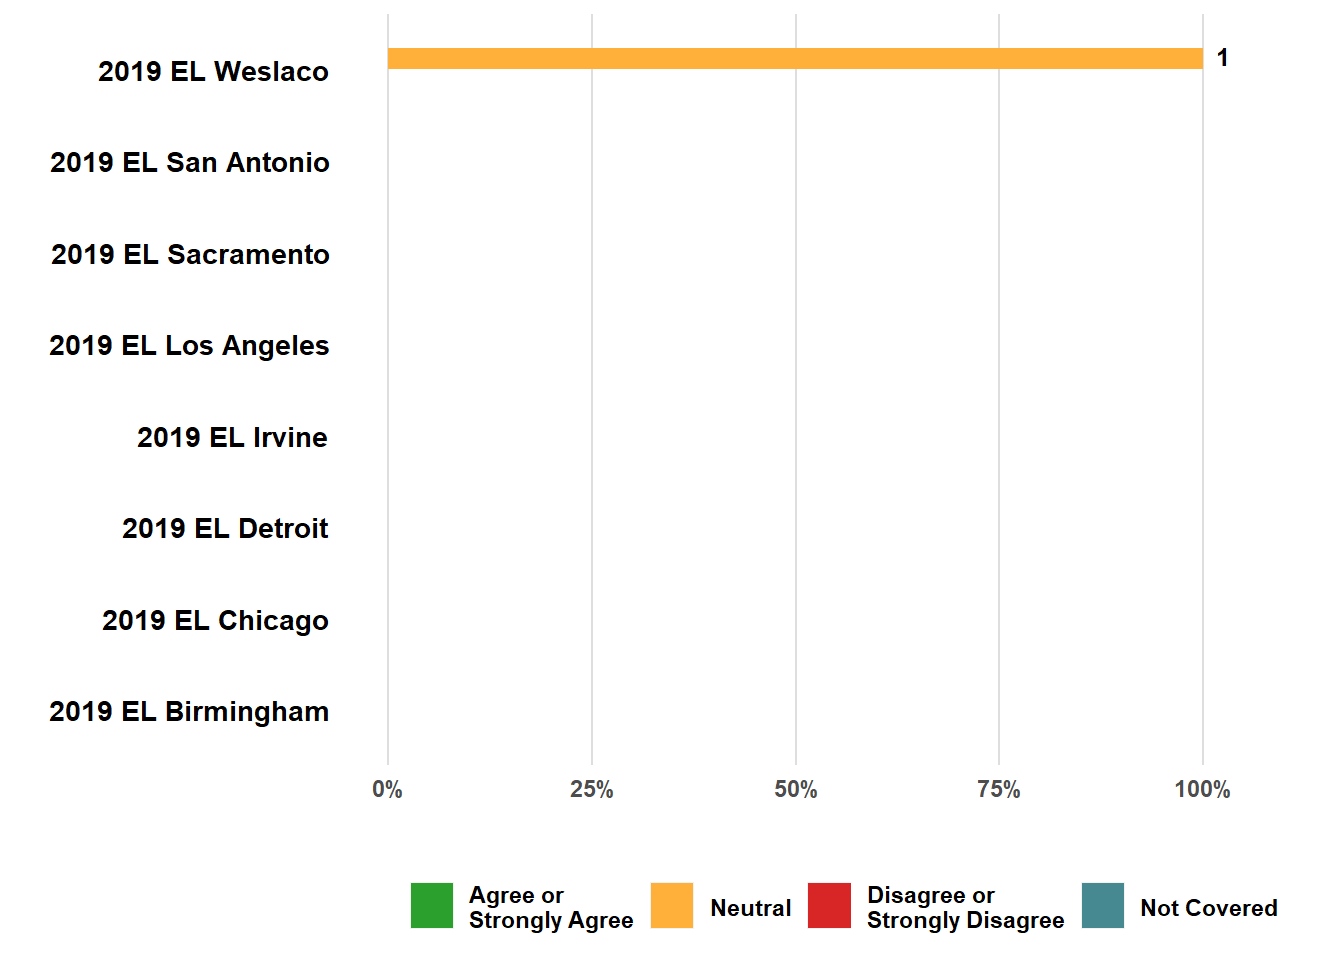 2019 EL Weslaco
1
2019 EL San Antonio
2019 EL Sacramento
2019 EL Los Angeles
2019 EL Irvine
2019 EL Detroit
2019 EL Chicago
2019 EL Birmingham
0% 25% 50% 75% 100%
Agree or
Strongly Agree
Neutral
Disagree or
Strongly Disagree
Not Covered